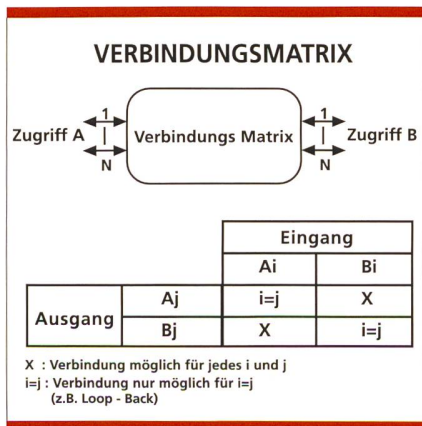 VERBINDUNGSMATRIX
1 1
Zugriff A Verbindungs Matrix Zugriff B
N N
Eingang
Ai Bi
Ausgang Aj i=j X
Bj X i=j
X : Verbindung möglich für jedes i und j
i=j : Verbindung nur möglich für i=j
(z.B. Loop - Back)